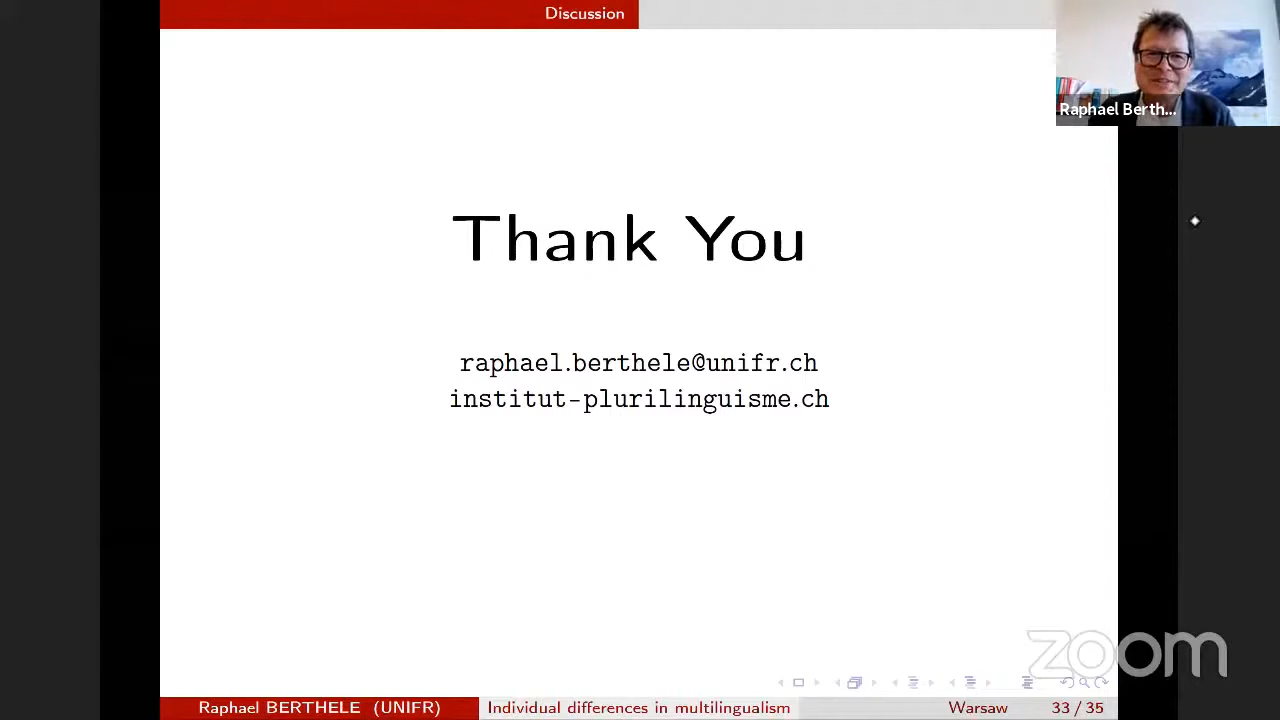 Discussion
Raphael Berth...
Thank You
raphael.berthele@unifr.ch
institut-plurilinguisme.ch
zoom
Raphael BERTHELE (UNIFR) Individual differences in multilingualism Warsaw 33 / 35